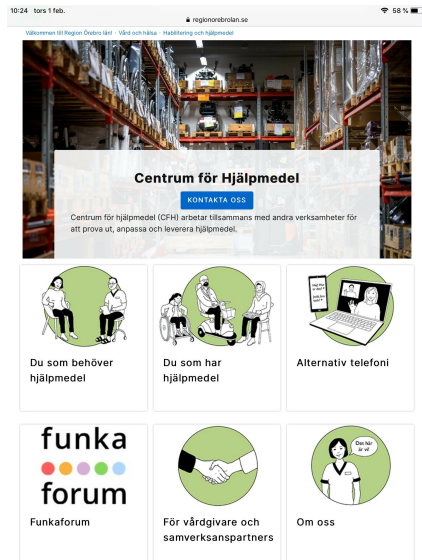 10:24 tors 1 feb.
58 %
regionorebrolan.se
Välkommen till Region Örebro län! · Vård och hälsa · Habilitering och hjälpmedel
Centrum för Hjälpmedel
KONTAKTA OSS
Centrum för hjälpmedel (CFH) arbetar tillsammans med andra verksamheter för
att prova ut, anpassa och leverera hjälpmedel.
Du som behöver
hjälpmedel
Du som har
hjälpmedel
Alternativ telefoni
funka
forum
Funkaforum
För vårdgivare och
samverksanspartners
Det här
är vi!
Om oss